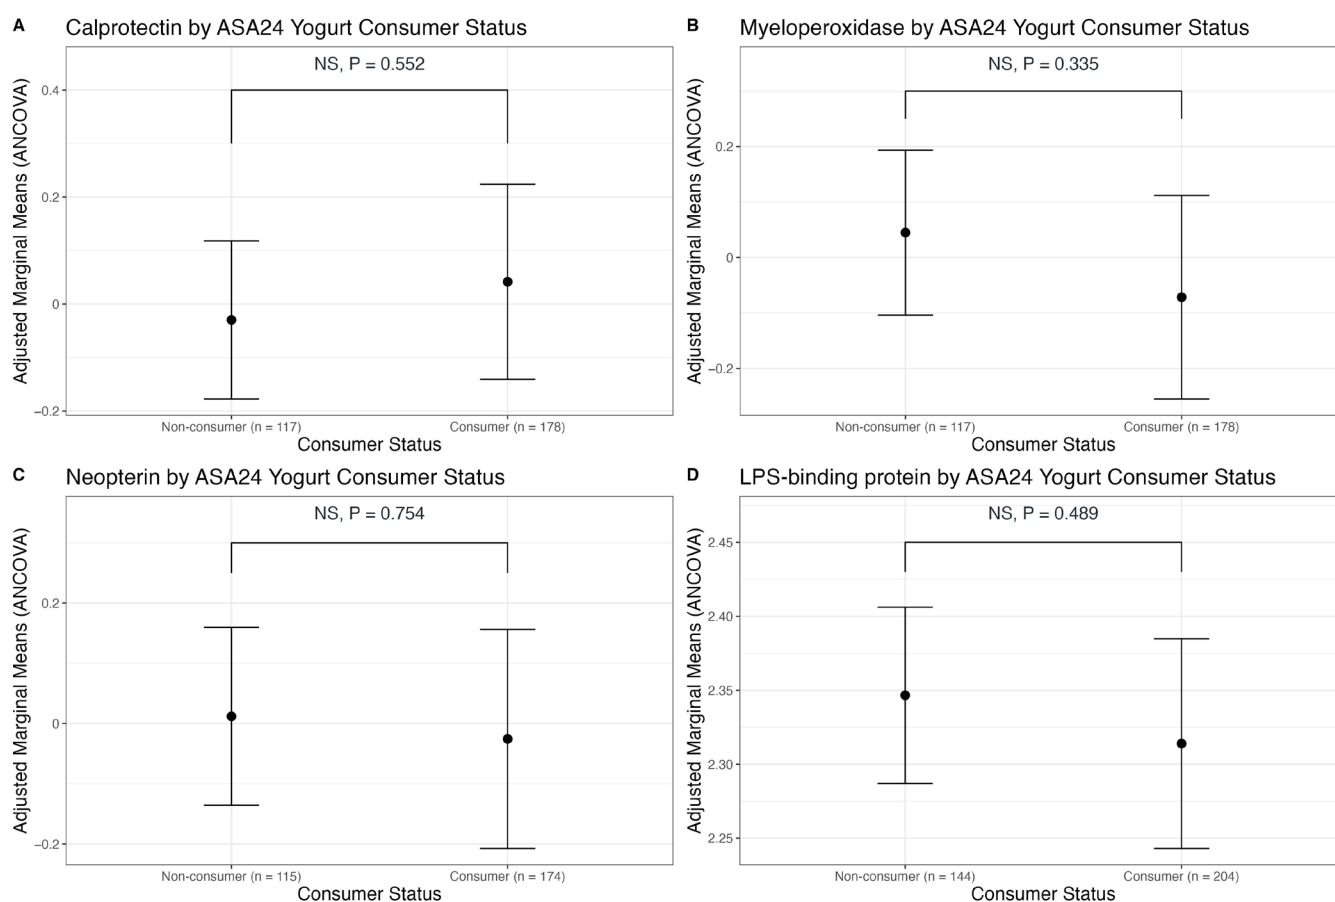 A Calprotectin by ASA24 Yogurt Consumer Status
NS, P = 0.552
Adjusted Marginal Means (ANCOVA)
0.4
0.2
0
−0.2
Non-consumer (n = 117) Consumer (n = 178)
Consumer Status
B Myeloperoxidase by ASA24 Yogurt Consumer Status
NS, P = 0.335
Adjusted Marginal Means (ANCOVA)
0.2
0
−0.2
Non-consumer (n = 117) Consumer (n = 178)
Consumer Status
C Neopterin by ASA24 Yogurt Consumer Status
NS, P = 0.754
Adjusted Marginal Means (ANCOVA)
0.2
0
−0.2
Non-consumer (n = 115) Consumer (n = 174)
Consumer Status
D LPS-binding protein by ASA24 Yogurt Consumer Status
NS, P = 0.489
Adjusted Marginal Means (ANCOVA)
2.45
2.40
2.35
2.30
2.25
Non-consumer (n = 144) Consumer (n = 204)
Consumer Status